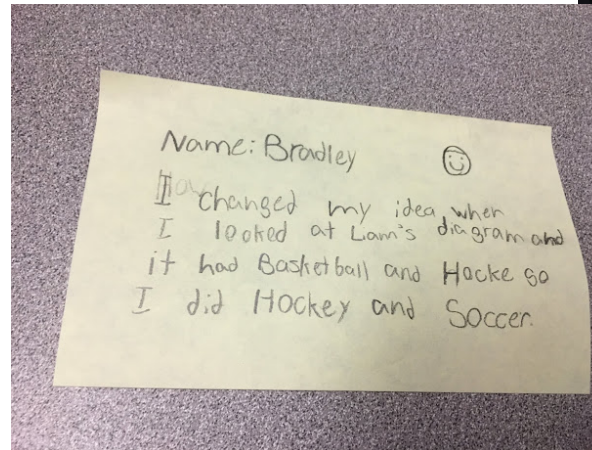 Name: Bradley
I changed my idea when
I looked at Liam's diagram and
it had Basketball and Hocke so
I did Hockey and Soccer.